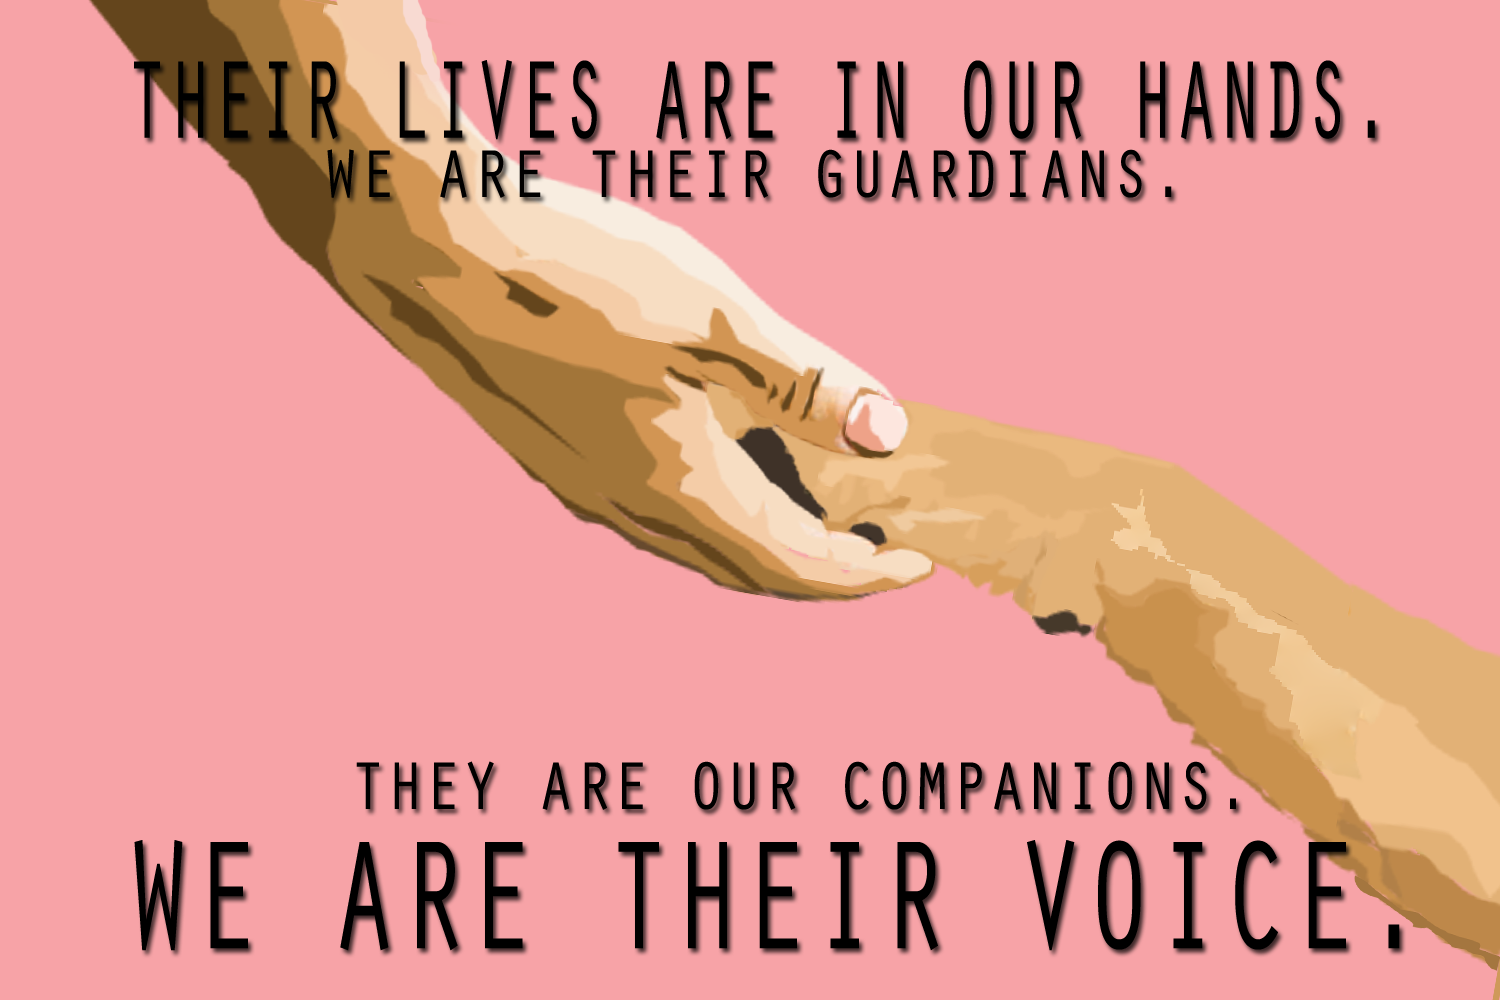 THEIR LIVES ARE IN OUR HANDS.
WE ARE THEIR GUARDIANS.
THEY ARE OUR COMPANIONS.
WE ARE THEIR VOICE.